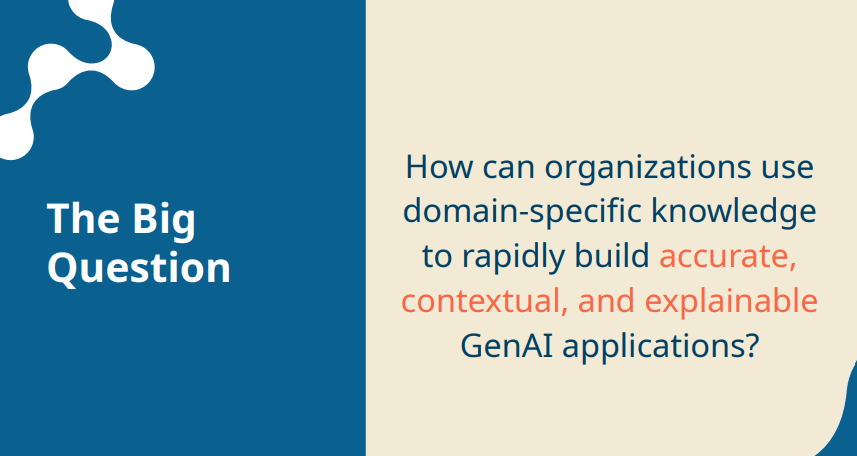 The Big
Question
How can organizations use
domain-specific knowledge
to rapidly build accurate,
contextual, and explainable
GenAI applications?